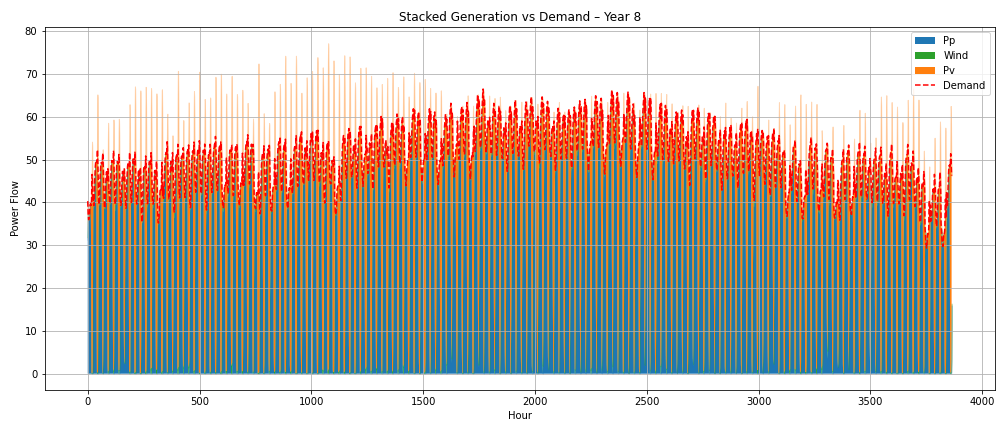 Stacked Generation vs Demand – Year 8
Pp
Wind
Pv
Demand
Power Flow
80
70
60
50
40
30
20
10
0
0 500 1000 1500 2000 2500 3000 3500 4000
Hour